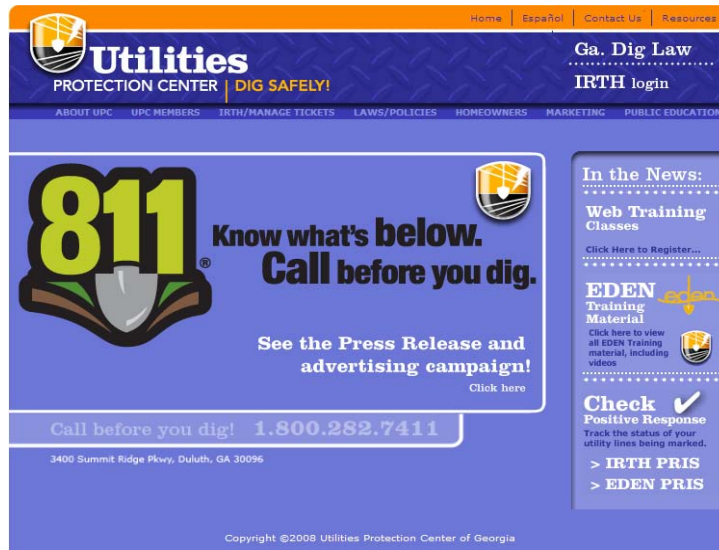 Home | Español | Contact Us | Resources
Utilities
PROTECTION CENTER | DIG SAFELY!
Ga. Dig Law
IRTH login
ABOUT UPC UPC MEMBERS IRTH/MANAGE TICKETS LAWS/POLICIES HOMEOWNERS MARKETING PUBLIC EDUCATION
811®
Know what's below.
Call before you dig.
See the Press Release and
advertising campaign!
Click here
Call before you dig! 1.800.282.7411
3400 Summit Ridge Pkwy, Duluth, GA 30096
In the News:
Web Training
Classes
Click Here to Register...
EDEN eden
Training
Material
Click here to view
all EDEN Training
material, including
videos
Check
Positive Response
Track the status of your
utility lines being marked.
> IRTH PRIS
> EDEN PRIS
Copyright ©2008 Utilities Protection Center of Georgia